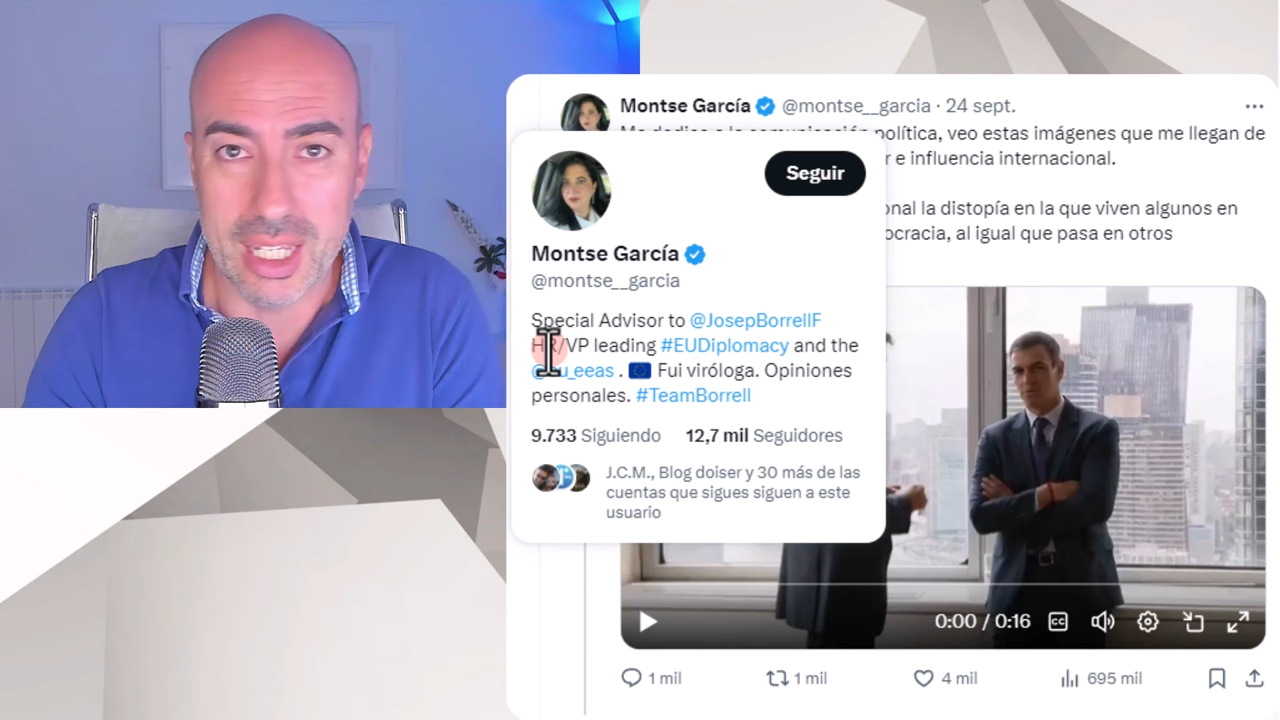 Montse García @montse__garcia · 24 sept.
política, veo estas imágenes que me llegan de
r e influencia internacional.
onal la distopía en la que viven algunos en
ocracia, al igual que pasa en otros
Seguir
Montse García
@montse__garcia
Special Advisor to @JosepBorrellF
HR/VP leading #EUDiplomacy and the
@eu_eeas . 🇪🇺 Fui viróloga. Opiniones
personales. #TeamBorrell
9.733 Siguiendo 12,7 mil Seguidores
J.C.M., Blog doiser y 30 más de las
cuentas que sigues siguen a este
usuario
0:00 / 0:16
CC
1 mil 1 mil 4 mil 695 mil